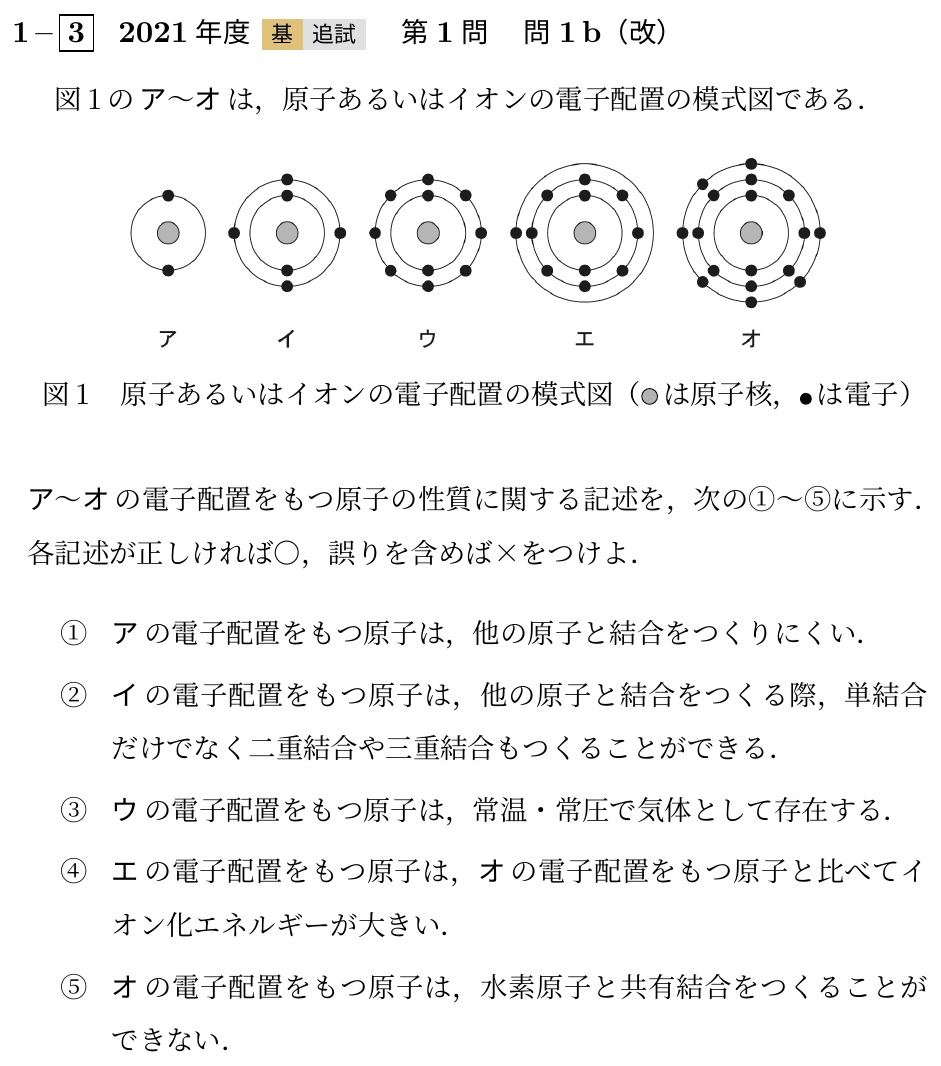 1–3 2021年度 基 追試 第1問 問1b（改）
図1のア～オは，原子あるいはイオンの電子配置の模式図である．
ア イ ウ エ オ
図1 原子あるいはイオンの電子配置の模式図（●は原子核，●は電子）
ア～オの電子配置をもつ原子の性質に関する記述を，次の①～⑤に示す．
各記述が正しければ○，誤りを含めば×をつけよ．
① アの電子配置をもつ原子は，他の原子と結合をつくりにくい．
② イの電子配置をもつ原子は，他の原子と結合をつくる際，単結合
だけでなく二重結合や三重結合もつくることができる．
③ ウの電子配置をもつ原子は，常温・常圧で気体として存在する．
④ エの電子配置をもつ原子は，オの電子配置をもつ原子と比べてイ
オン化エネルギーが大きい．
⑤ オの電子配置をもつ原子は，水素原子と共有結合をつくることが
できない．